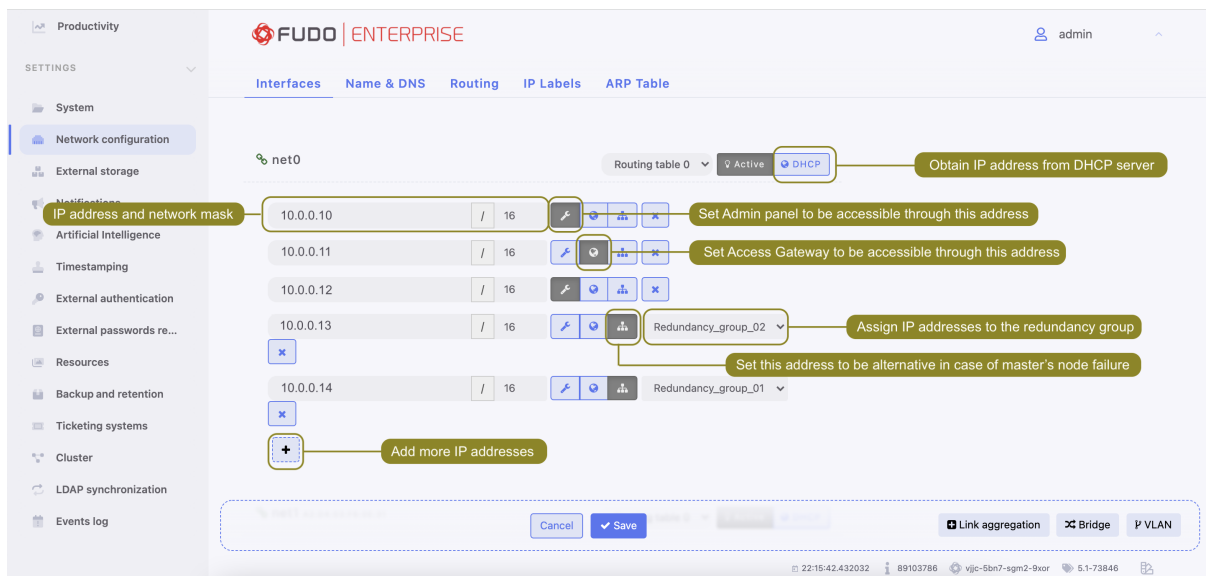 Productivity
FUDO ENTERPRISE
admin
SETTINGS
Interfaces Name & DNS Routing IP Labels ARP Table
System
Network configuration
External storage
Notifications
Artificial Intelligence
Timestamping
External authentication
External passwords re...
Resources
Backup and retention
Ticketing systems
Cluster
LDAP synchronization
Events log
net0
Routing table 0 Active DHCP
Obtain IP address from DHCP server
IP address and network mask
10.0.0.10 / 16
Set Admin panel to be accessible through this address
10.0.0.11 / 16
Set Access Gateway to be accessible through this address
10.0.0.12 / 16
10.0.0.13 / 16 Redundancy_group_02
Assign IP addresses to the redundancy group
Set this address to be alternative in case of master's node failure
10.0.0.14 / 16 Redundancy_group_01
Add more IP addresses
Cancel Save
Link aggregation Bridge VLAN
22:15:42.432032 89103786 vjjc-5bn7-sgm2-9xor 5.1-73846